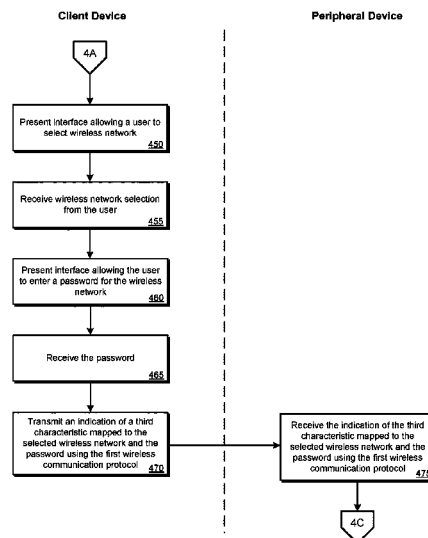 Client Device
Peripheral Device
4A
Present interface allowing a user to
select wireless network
450
Receive wireless network selection
from the user
455
Present interface allowing the user
to enter a password for the wireless
network
460
Receive the password
465
Transmit an indication of a third
characteristic mapped to the
selected wireless network and the
password using the first wireless
communication protocol
470
Receive the indication of the third
characteristic mapped to the
selected wireless network and the
password using the first wireless
communication protocol
475
4C